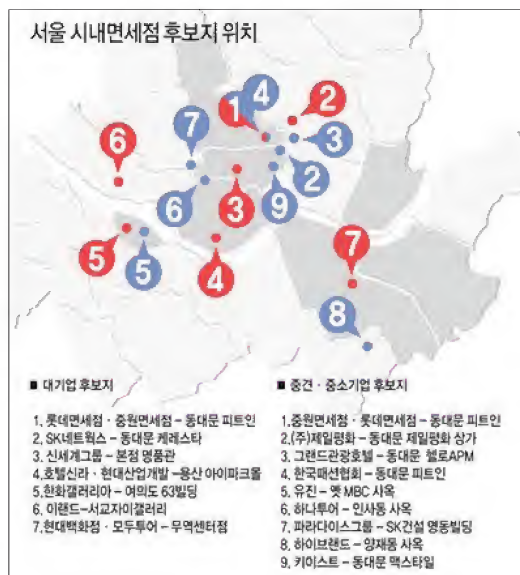 서울 시내면세점 후보지 위치
4
1
2
7
3
6
2
6
3
9
5
5
4
7
8
■ 대기업 후보지
1. 롯데면세점 · 중원면세점 – 동대문 피트인
2. SK네트웍스 – 동대문 케레스타
3. 신세계그룹 – 본점 명품관
4.호텔신라 · 현대산업개발 –용산 아이파크몰
5.한화갤러리아 – 여의도 63빌딩
6. 이랜드–서교자이갤러리
7.현대백화점 · 모두투어 – 무역센터점
■ 중견 · 중소기업 후보지
1.중원면세점 · 롯데면세점 – 동대문 피트인
2.(주)제일평화 – 동대문 제일평화 상가
3. 그랜드관광호텔 – 동대문 헬로APM
4. 한국패션협회 – 동대문 피트인
5. 유진 – 옛 MBC 사옥
6. 하나투어 – 인사동 사옥
7. 파라다이스그룹 – SK건설 명동빌딩
8. 하이브랜드 – 양재동 사옥
9. 키이스트 – 동대문 맥스타일